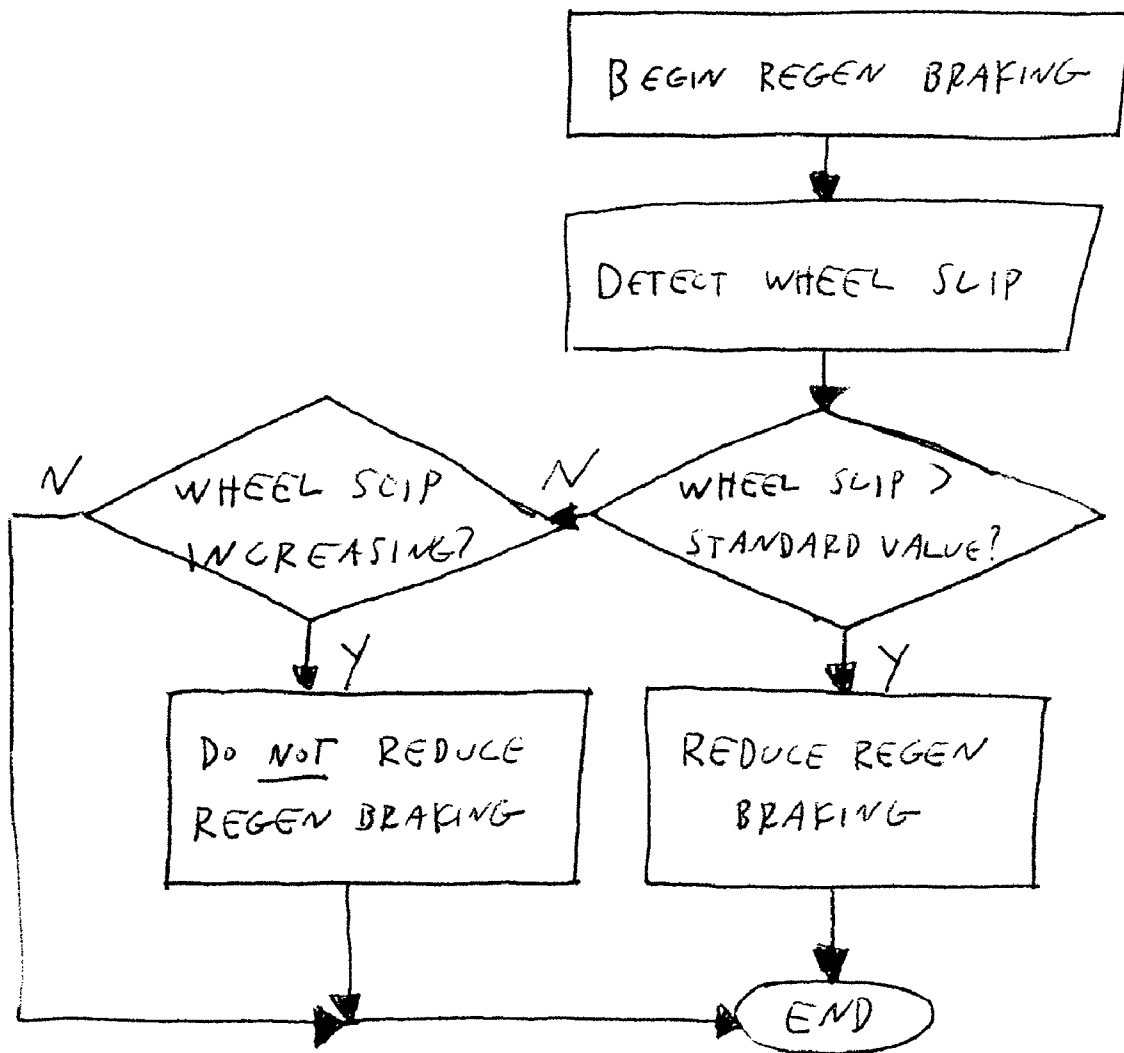 BEGIN REGEN BRAKING
DETECT WHEEL SLIP
WHEEL SLIP >
STANDARD VALUE?
N
WHEEL SLIP
INCREASING?
N
Y
Y
DO NOT REDUCE
REGEN BRAKING
REDUCE REGEN
BRAKING
END